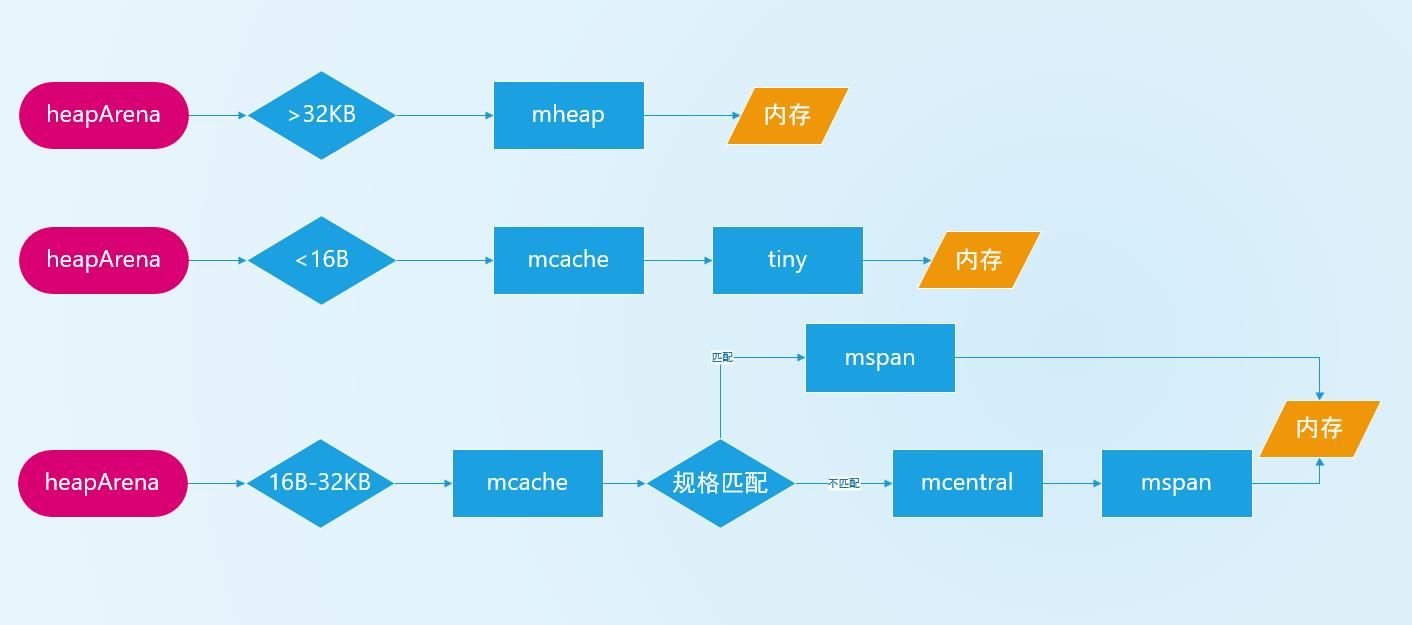 heapArena
>32KB
mheap
内存
heapArena
<16B
mcache
tiny
内存
匹配
mspan
内存
heapArena
16B-32KB
mcache
规格匹配
不匹配
mcentral
mspan